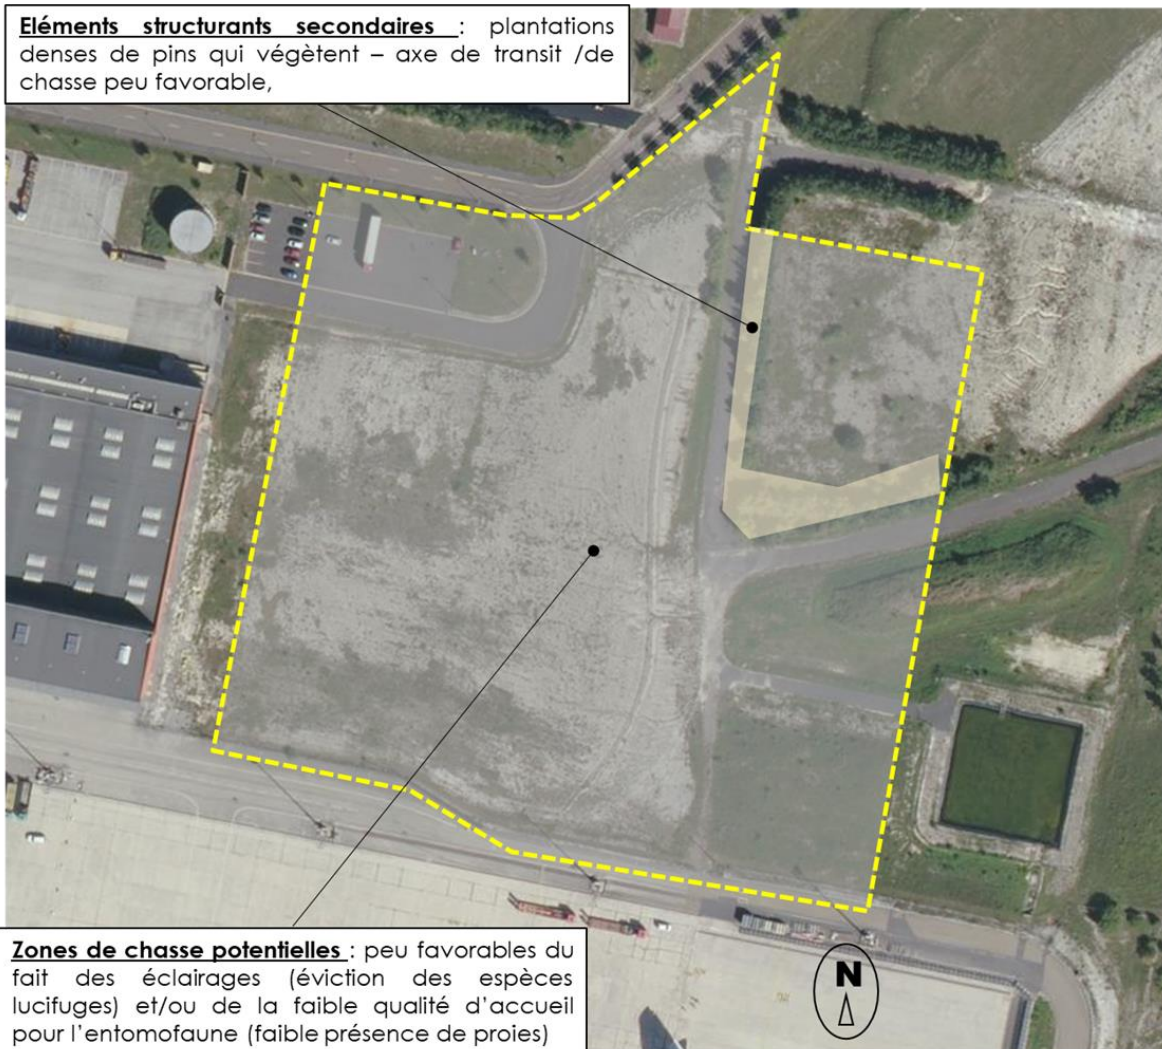 Eléments structurants secondaires : plantations
denses de pins qui végètent – axe de transit /de
chasse peu favorable,
N
Zones de chasse potentielles : peu favorables du
fait des éclairages (éviction des espèces
lucifuges) et/ou de la faible qualité d’accueil
pour l’entomofaune (faible présence de proies)